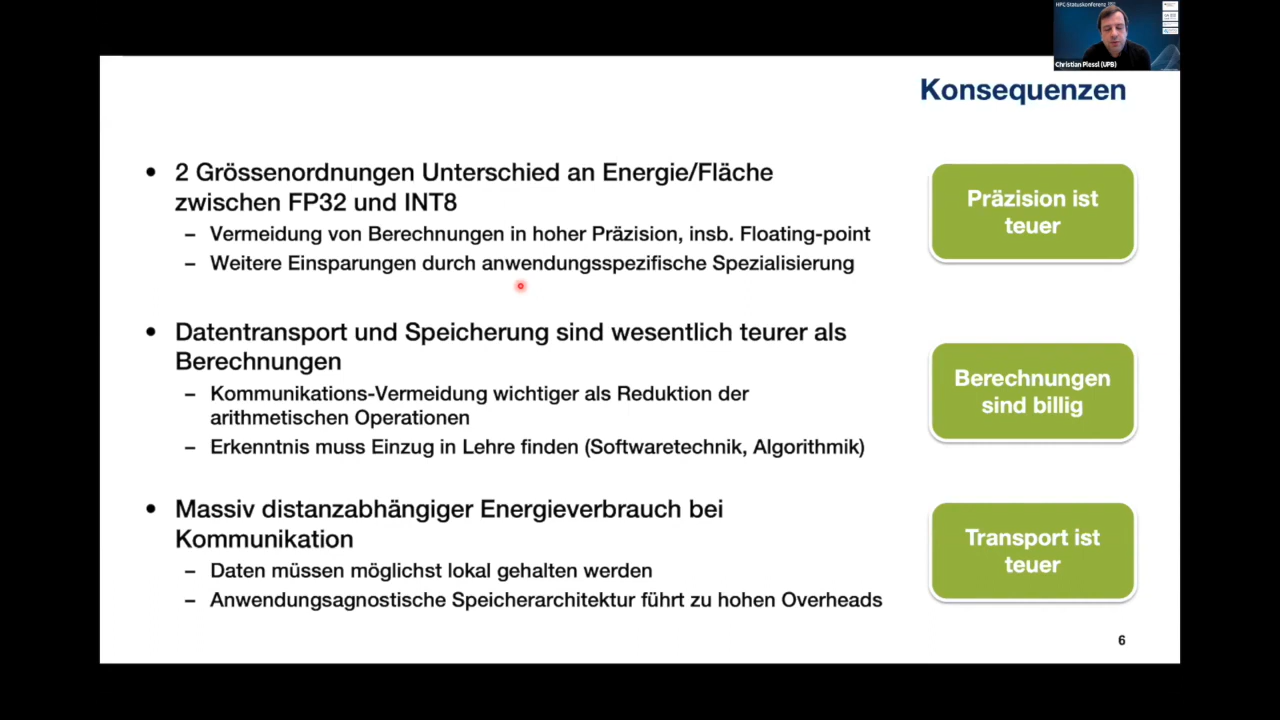 HPC-Statuskonferenz
Christian Plessl (UPB)
Konsequenzen
• 2 Grössenordnungen Unterschied an Energie/Fläche
zwischen FP32 und INT8
– Vermeidung von Berechnungen in hoher Präzision, insb. Floating-point
– Weitere Einsparungen durch anwendungsspezifische Spezialisierung
Präzision ist
teuer
• Datentransport und Speicherung sind wesentlich teurer als
Berechnungen
– Kommunikations-Vermeidung wichtiger als Reduktion der
arithmetischen Operationen
– Erkenntnis muss Einzug in Lehre finden (Softwaretechnik, Algorithmik)
Berechnungen
sind billig
• Massiv distanzabhängiger Energieverbrauch bei
Kommunikation
– Daten müssen möglichst lokal gehalten werden
– Anwendungsagnostische Speicherarchitektur führt zu hohen Overheads
Transport ist
teuer
6